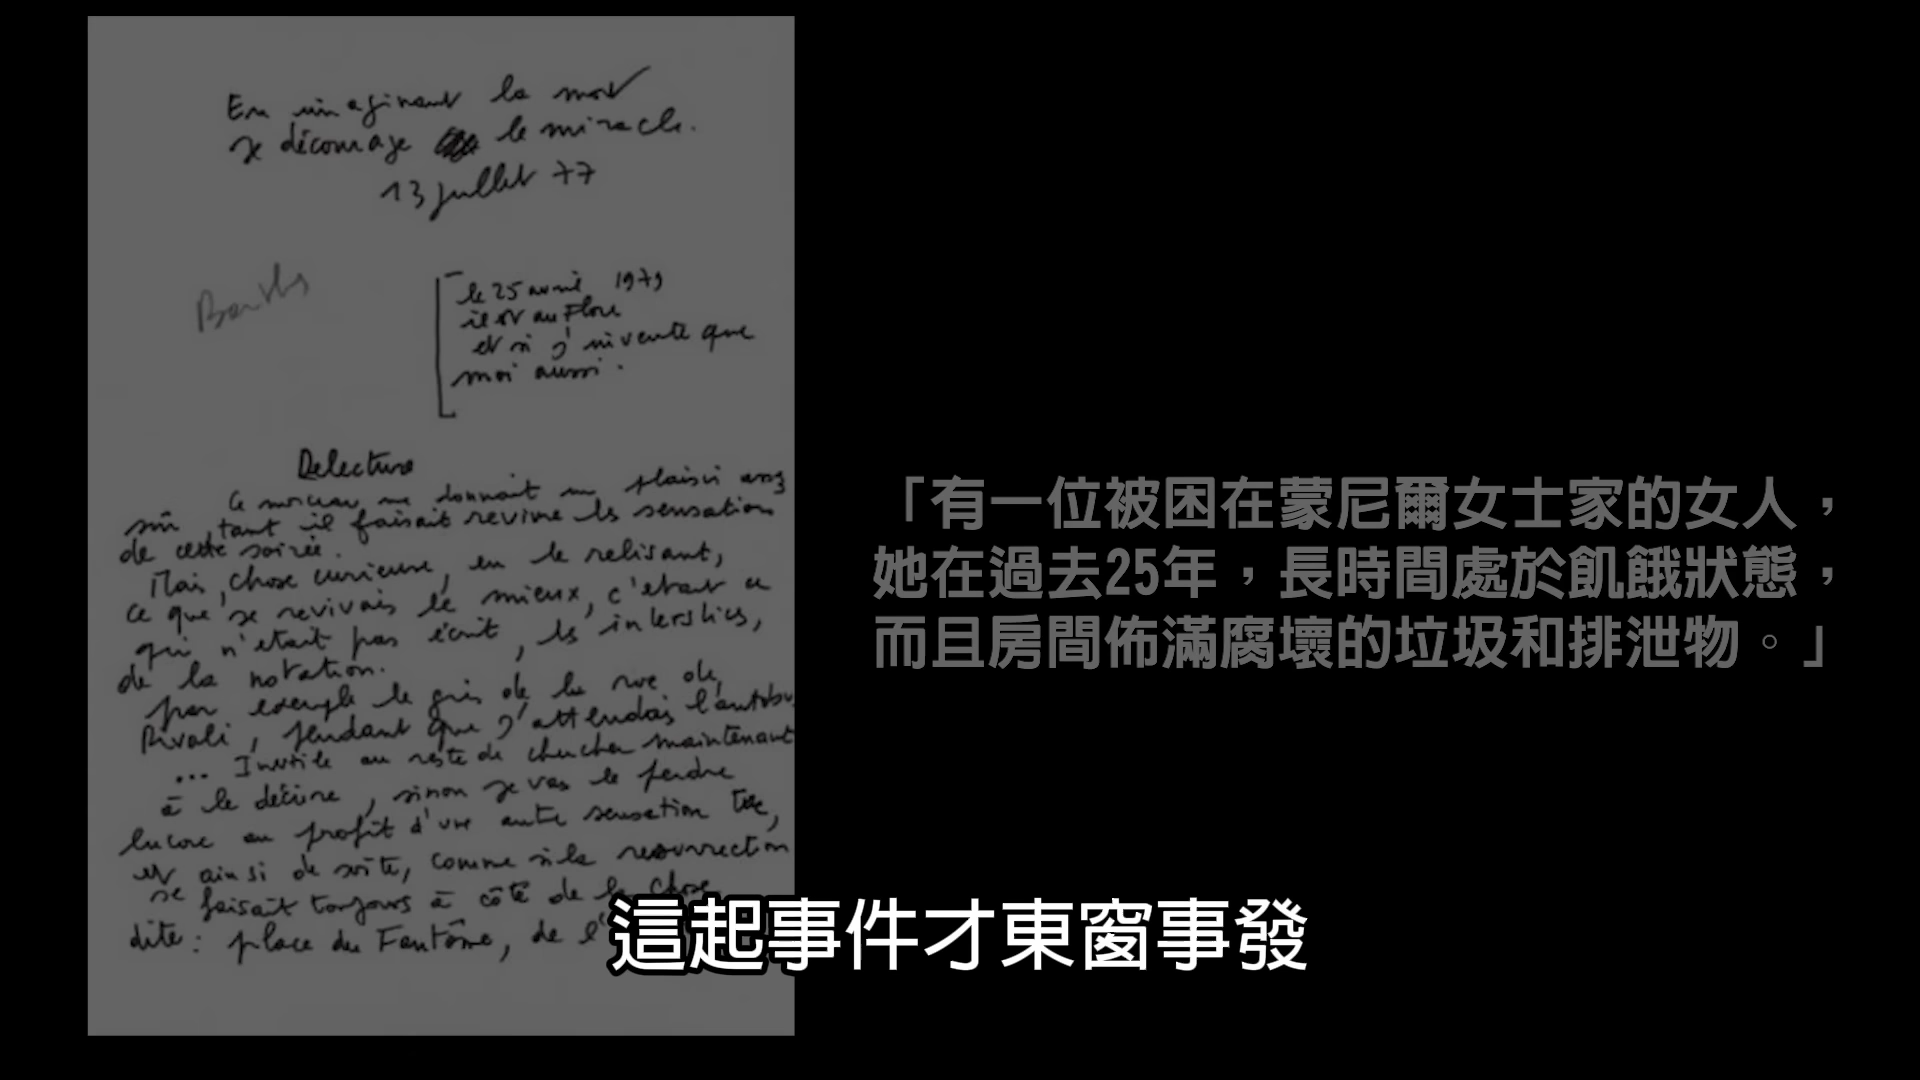 En imaginant la mort
je décourage le miracle.
13 juillet 77
le 25 avril 1979
il est au Flore
et si j'invente que
moi aussi.
Delecture
Ce morceau me donnait un plaisir assez
sûr, tant il faisait revivre les sensations
de cette soirée.
Mais, chose curieuse, en le relisant,
ce que je revivais le mieux, c'était ce
qui n'était pas écrit, les interstices,
de la notation.
par exemple le gris de la rue de
Rivoli, pendant que j'attendais l'autobus
... Inutile au reste de chercher maintenant
à le décrire, sinon je vais le perdre
encore au profit d'une autre sensation
et ainsi de suite, comme si la resurrection
se faisait toujours à côté de la chose
dite : place du Fantôme, de l'
「有一位被困在蒙尼爾女士家的女人，
她在過去25年，長時間處於飢餓狀態，
而且房間佈滿腐壞的垃圾和排泄物。」
這起事件才東窗事發